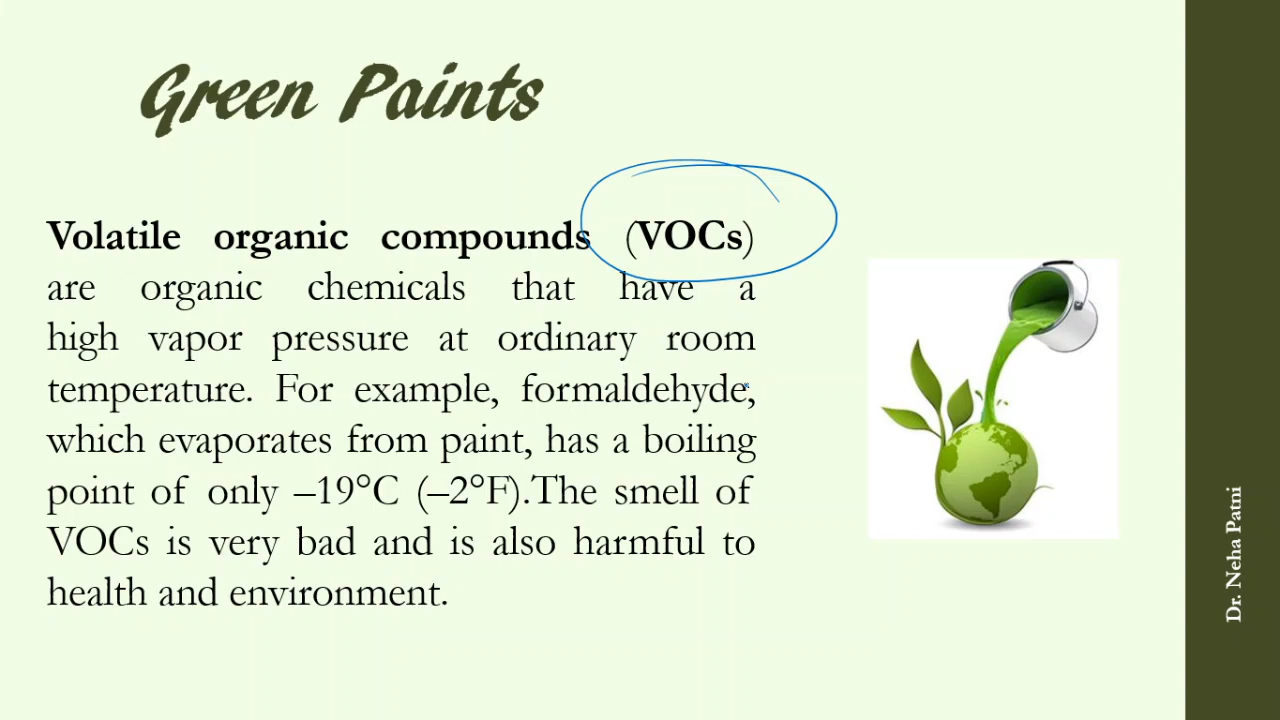 Green Paints
Volatile organic compounds (VOCs)
are organic chemicals that have a
high vapor pressure at ordinary room
temperature. For example, formaldehyde,
which evaporates from paint, has a boiling
point of only –19°C (–2°F).The smell of
VOCs is very bad and is also harmful to
health and environment.
Dr. Neha Patni